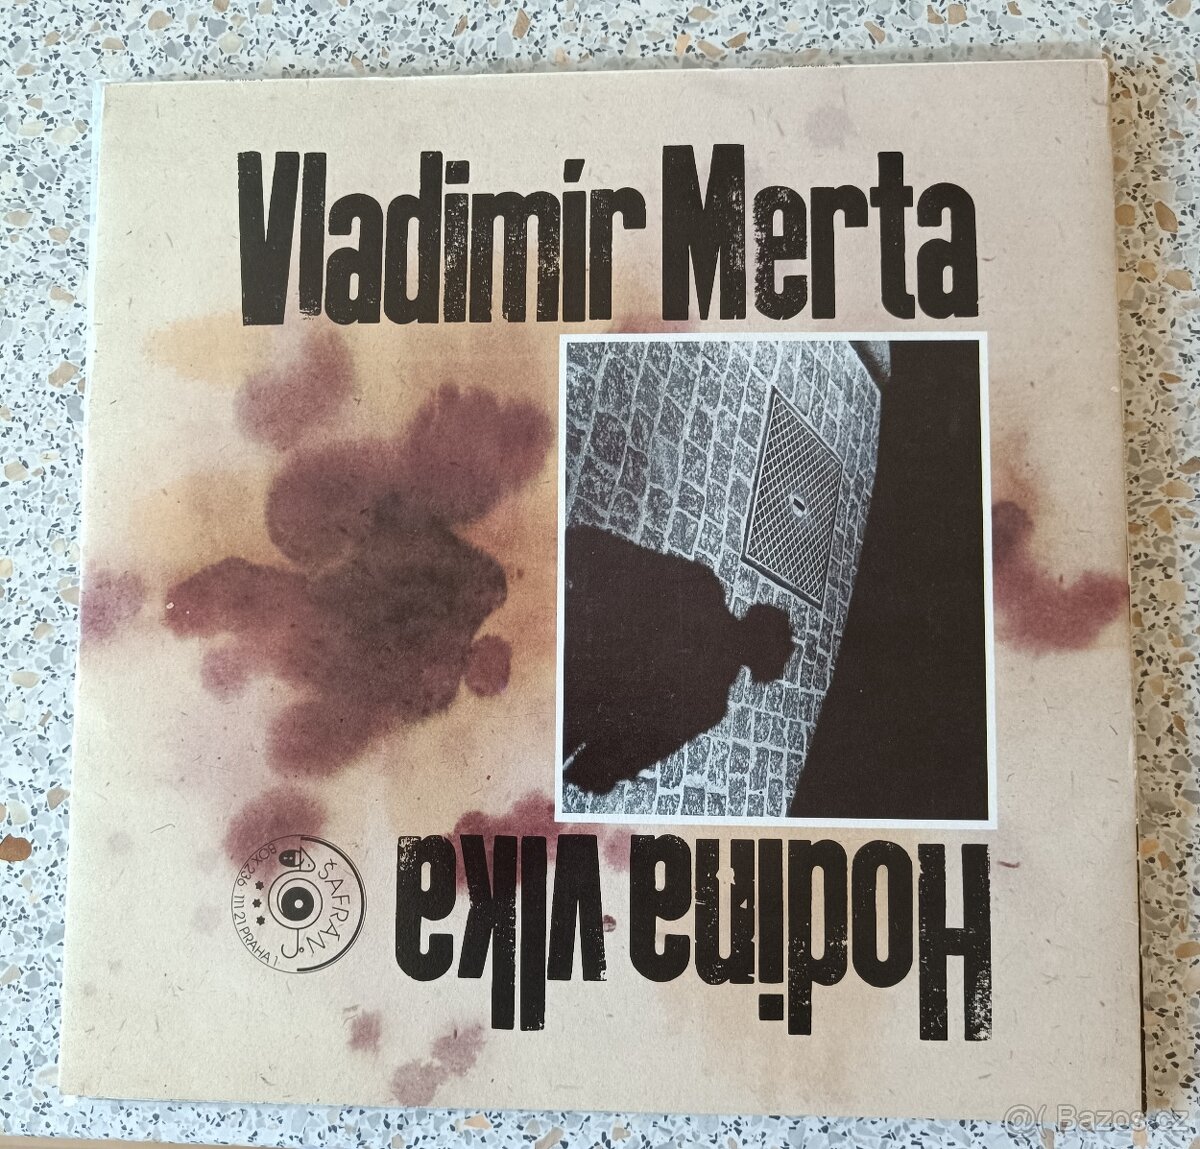 Vladimír Merta
Hodina vlka
ŠAFRÁN
BOX 236 · 111 21 PRAHA 1 ·
@( Bazos.cz